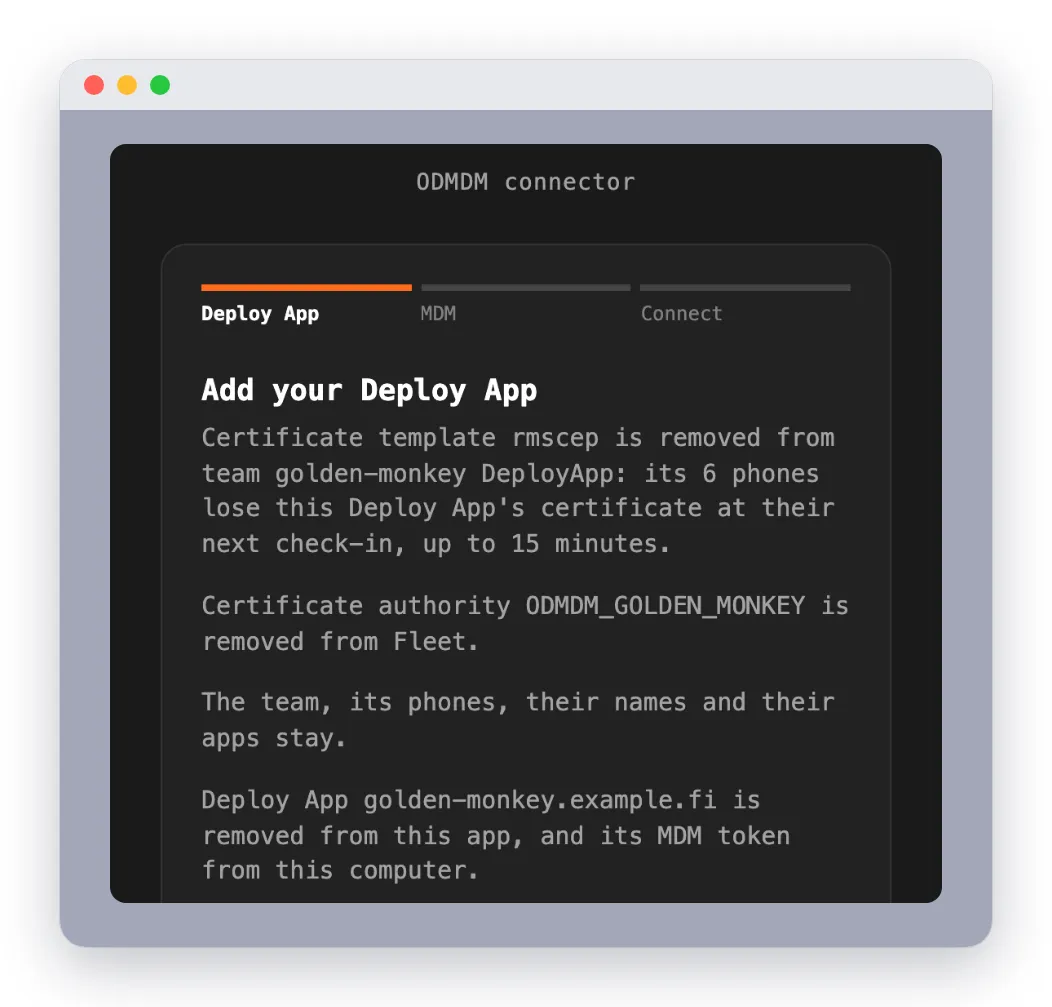 ODMDM connector
Deploy App
MDM
Connect
Add your Deploy App
Certificate template rmscep is removed from
team golden-monkey DeployApp: its 6 phones
lose this Deploy App's certificate at their
next check-in, up to 15 minutes.
Certificate authority ODMDM_GOLDEN_MONKEY is
removed from Fleet.
The team, its phones, their names and their
apps stay.
Deploy App golden-monkey.example.fi is
removed from this app, and its MDM token
from this computer.